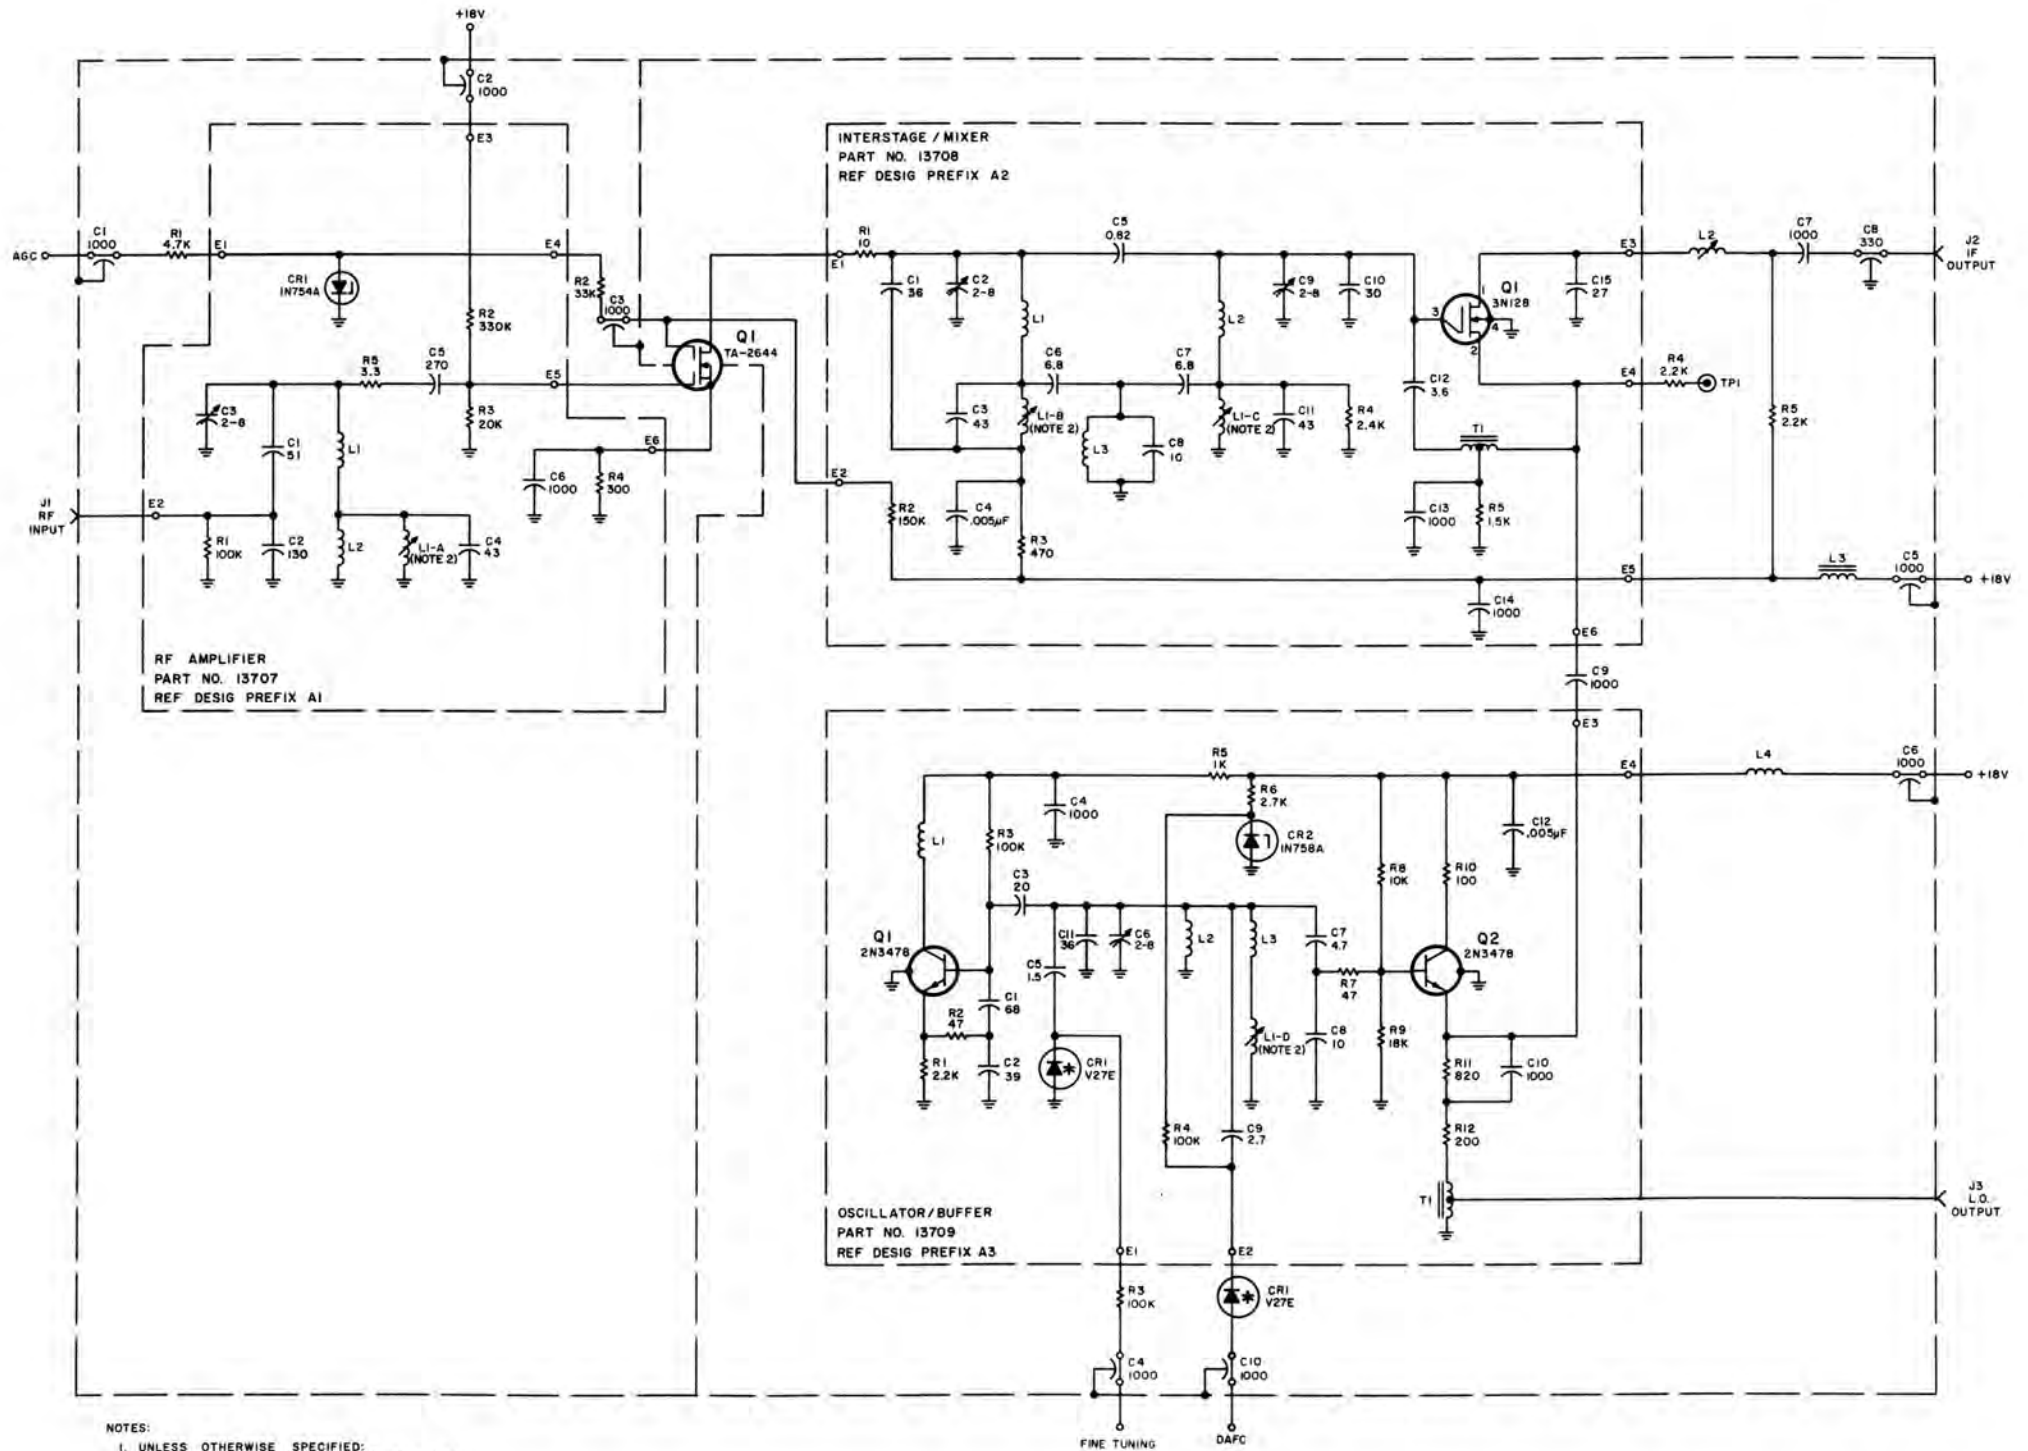 +18V
C2
1000
E3
AGC
C1
1000
R1
4.7K
E1
CR1
1N754A
E4
R2
33K
C3
1000
R2
330K
Q1
TA-2644
R5
3.3
C5
270
E5
C3
2-8
C1
51
L1
R3
20K
E6
C6
1000
R4
300
J1
RF
INPUT
E2
R1
100K
C2
130
L2
L1-A
(NOTE 2)
C4
43
RF AMPLIFIER
PART NO. 13707
REF DESIG PREFIX A1
INTERSTAGE / MIXER
PART NO. 13708
REF DESIG PREFIX A2
E1
R1
10
C1
36
C2
2-8
L1
C5
0.82
L2
C9
2-8
C10
30
Q1
3N128
1
3
4
2
C15
27
E3
L2
C7
1000
C8
330
J2
IF
OUTPUT
C6
6.8
C7
6.8
C3
43
L1-B
(NOTE 2)
L3
C8
10
L1-C
(NOTE 2)
C11
43
R4
2.4K
C12
3.6
T1
E4
R4
2.2K
TP1
R5
2.2K
E2
R2
150K
C4
.005µF
R3
470
C13
1000
R5
1.5K
C14
1000
E5
L3
C5
1000
+18V
E6
C9
1000
E3
R5
1K
E4
L4
C6
1000
+18V
L1
R3
100K
C4
1000
R6
2.7K
CR2
1N758A
C12
.005µF
R8
10K
R10
100
C3
20
Q1
2N3478
C11
36
C6
2-8
C5
1.5
L2
L3
C7
4.7
R7
47
Q2
2N3478
C1
68
R2
47
R1
2.2K
C2
39
CR1
V27E
L1-D
(NOTE 2)
C8
10
R9
18K
R11
820
C10
1000
R4
100K
C9
2.7
R12
200
T1
J3
L.O.
OUTPUT
OSCILLATOR/BUFFER
PART NO. 13709
REF DESIG PREFIX A3
E1
E2
R3
100K
CR1
V27E
C4
1000
C10
1000
FINE TUNING
DAFC
NOTES:
1. UNLESS OTHERWISE SPECIFIED: